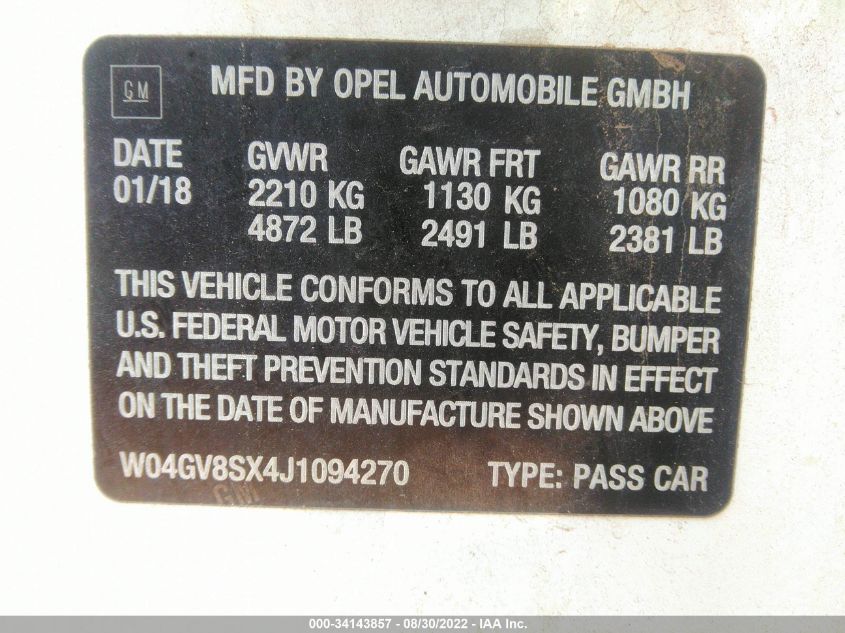 GM
MFD BY OPEL AUTOMOBILE GMBH
DATE GVWR GAWR FRT GAWR RR
01/18 2210 KG 1130 KG 1080 KG
4872 LB 2491 LB 2381 LB
THIS VEHICLE CONFORMS TO ALL APPLICABLE
U.S. FEDERAL MOTOR VEHICLE SAFETY, BUMPER
AND THEFT PREVENTION STANDARDS IN EFFECT
ON THE DATE OF MANUFACTURE SHOWN ABOVE
W04GV8SX4J1094270 TYPE: PASS CAR
GM
000-34143857 - 08/30/2022 - IAA Inc.